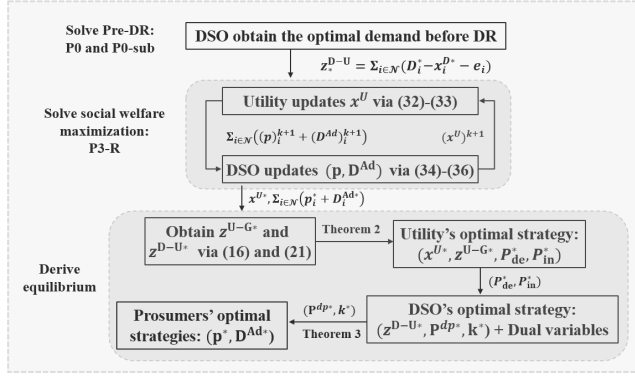 Solve Pre-DR:
P0 and P0-sub
DSO obtain the optimal demand before DR
z_*^{D−U} = Σ_{i∈𝒩}(D_i^* − x_i^{D*} − e_i)
Solve social welfare
maximization:
P3-R
Utility updates x^U via (32)-(33)
Σ_{i∈𝒩}((p)_i^{k+1} + (D^{Ad})_i^{k+1})
(x^U)^{k+1}
DSO updates (p, D^{Ad}) via (34)-(36)
x^{U*}, Σ_{i∈𝒩}(p_i^* + D_i^{Ad*})
Derive
equilibrium
Obtain z^{U−G*} and
z^{D−U*} via (16) and (21)
Theorem 2
Utility's optimal strategy:
(x^{U*}, z^{U−G*}, P_{de}^*, P_{in}^*)
(P_{de}^*, P_{in}^*)
Prosumers' optimal
strategies: (p^*, D^{Ad*})
(P^{dp*}, k^*)
Theorem 3
DSO's optimal strategy:
(z^{D−U*}, P^{dp*}, k^*) + Dual variables